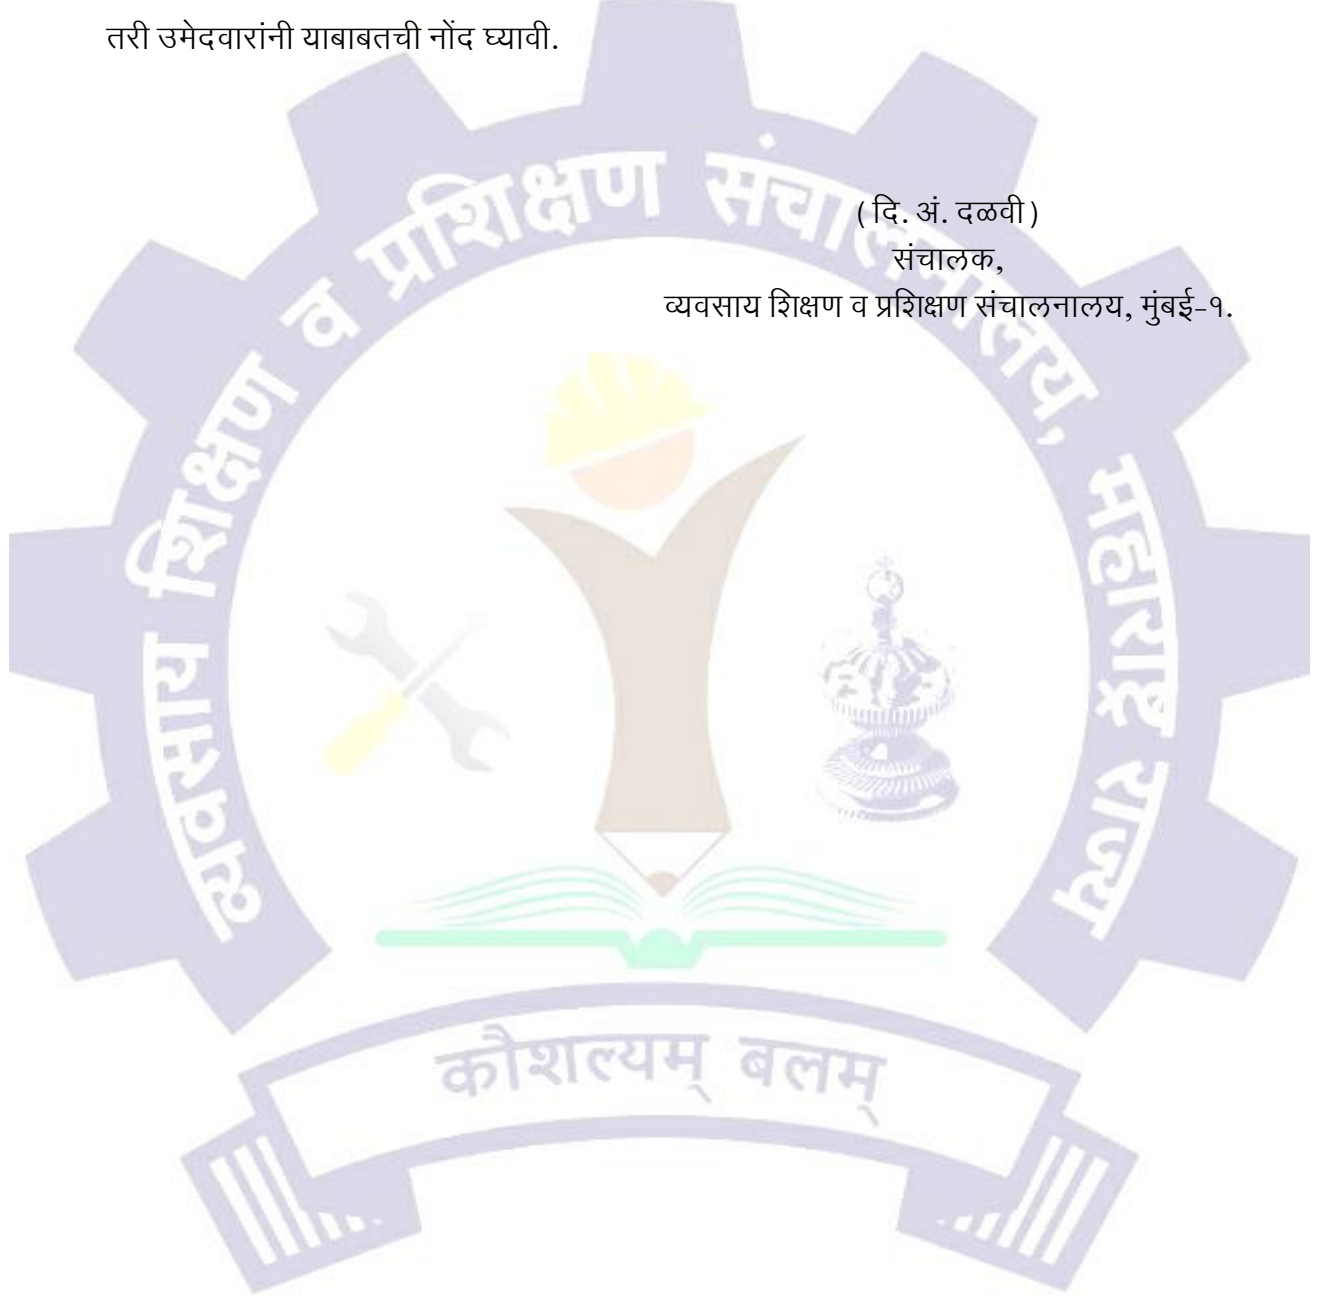 तरी उमेदवारांनी याबाबतची नोंद घ्यावी.
(दि. अं. दळवी)
संचालक,
व्यवसाय शिक्षण व प्रशिक्षण संचालनालय, मुंबई-१.
व्यवसाय शिक्षण व प्रशिक्षण संचालनालय, महाराष्ट्र राज्य
कौशल्यम् बलम्